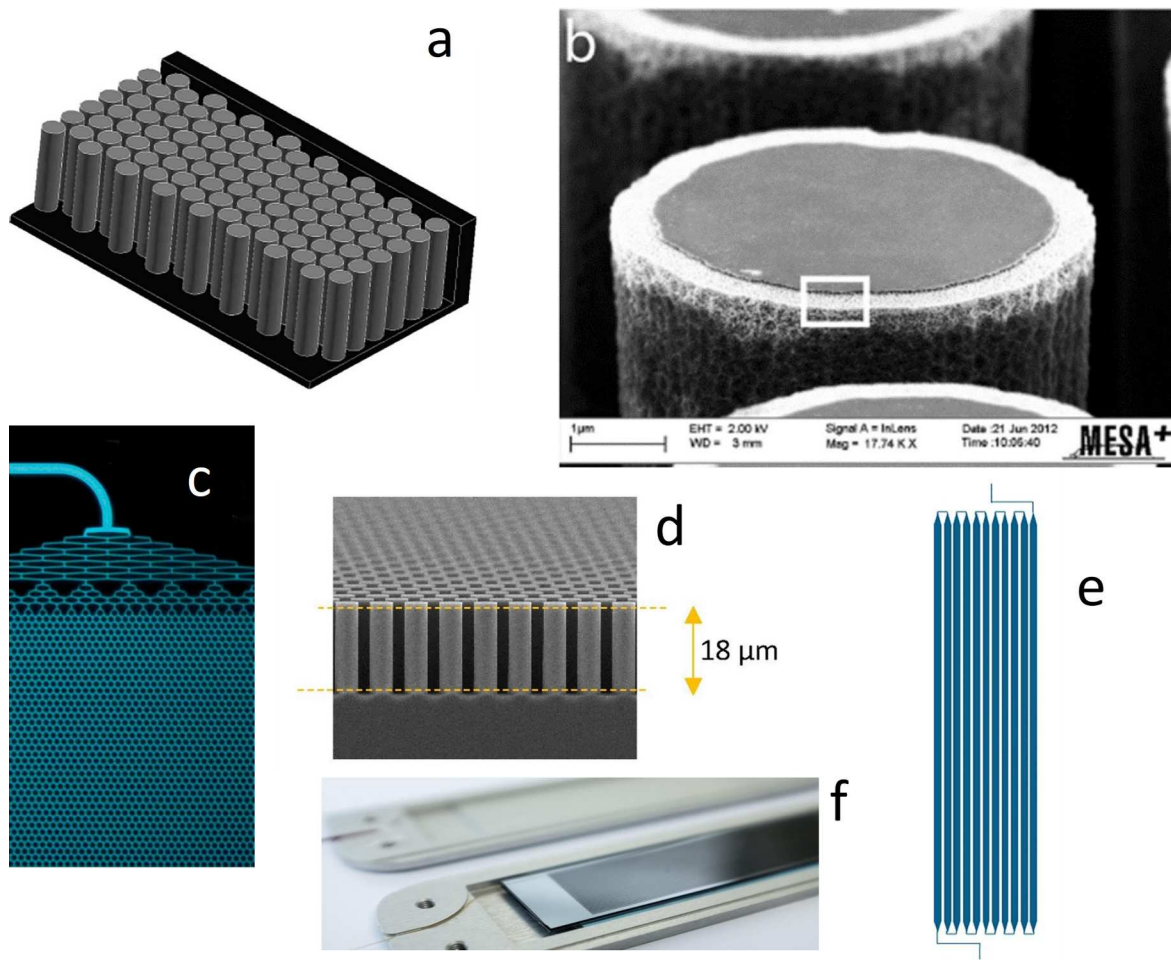 a
b
1µm
EHT = 2.00 kV
WD = 3 mm
Signal A = InLens
Mag = 17.74 K X
Date :21 Jun 2012
Time :10:06:40
MESA+
c
d
18 µm
e
f